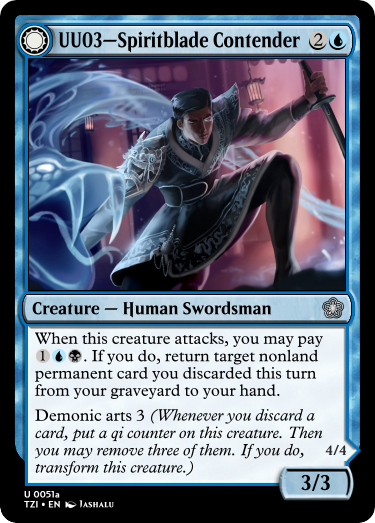 UU03—Spiritblade Contender 2
Creature — Human Swordsman
When this creature attacks, you may pay
1. If you do, return target nonland
permanent card you discarded this turn
from your graveyard to your hand.
Demonic arts 3 (Whenever you discard a
card, put a qi counter on this creature. Then
you may remove three of them. If you do,
transform this creature.)
4/4
3/3
U 0051a
TZI • EN Jashalu